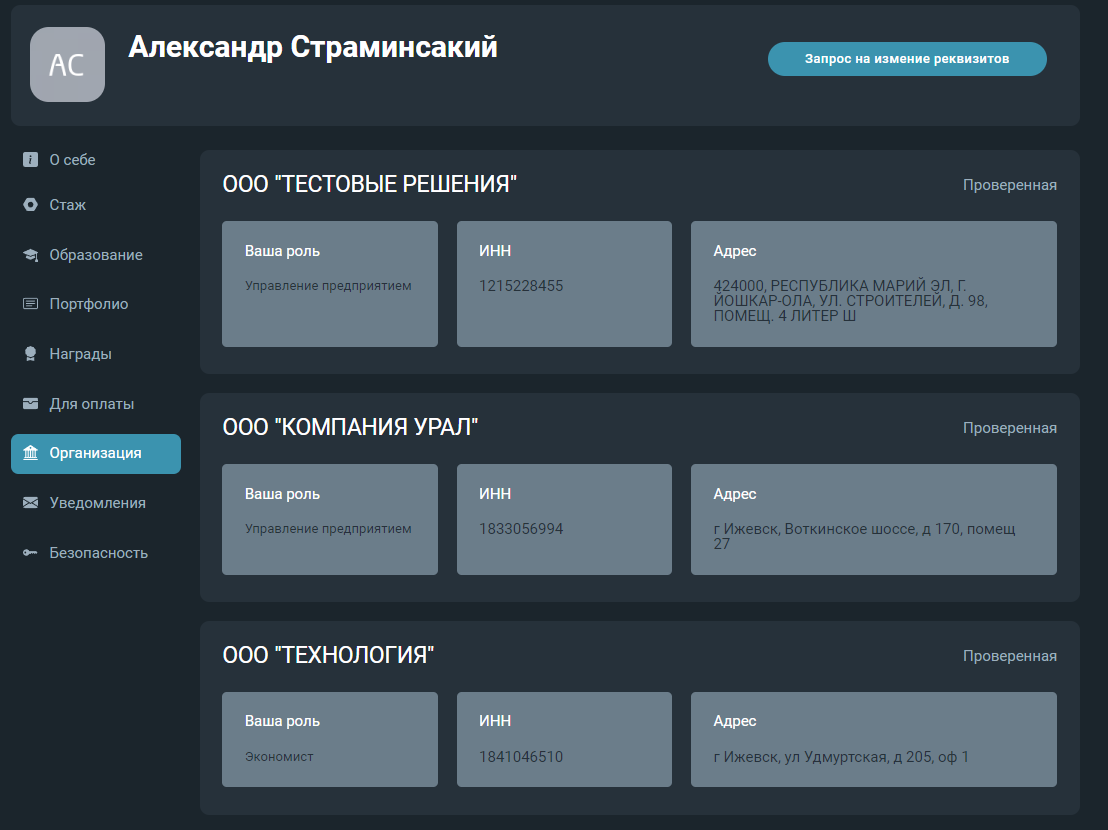 АС
Александр Страминсакий
Запрос на измение реквизитов
О себе
Стаж
Образование
Портфолио
Награды
Для оплаты
Организация
Уведомления
Безопасность
ООО "ТЕСТОВЫЕ РЕШЕНИЯ"
Проверенная
Ваша роль
Управление предприятием
ИНН
1215228455
Адрес
424000, РЕСПУБЛИКА МАРИЙ ЭЛ, Г.
ЙОШКАР-ОЛА, УЛ. СТРОИТЕЛЕЙ, Д. 98,
ПОМЕЩ. 4 ЛИТЕР Ш
ООО "КОМПАНИЯ УРАЛ"
Проверенная
Ваша роль
Управление предприятием
ИНН
1833056994
Адрес
г Ижевск, Воткинское шоссе, д 170, помещ
27
ООО "ТЕХНОЛОГИЯ"
Проверенная
Ваша роль
Экономист
ИНН
1841046510
Адрес
г Ижевск, ул Удмуртская, д 205, оф 1